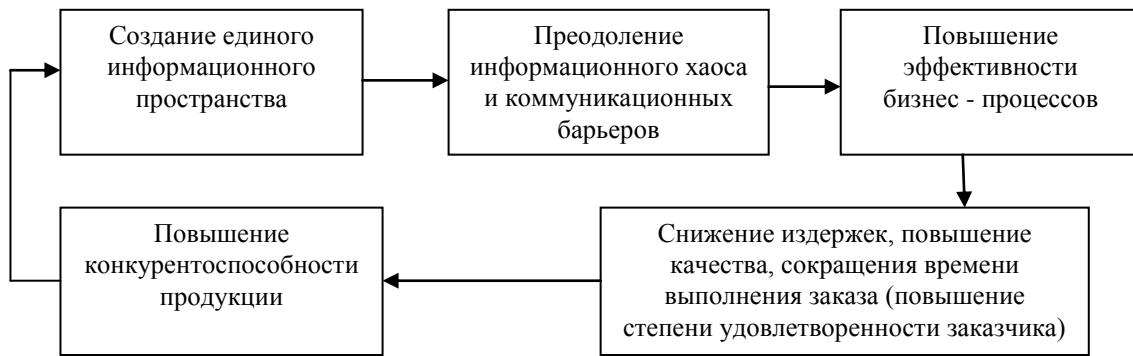 Создание единого
информационного
пространства
Преодоление
информационного хаоса
и коммуникационных
барьеров
Повышение
эффективности
бизнес - процессов
Снижение издержек, повышение
качества, сокращения времени
выполнения заказа (повышение
степени удовлетворенности заказчика)
Повышение
конкурентоспособности
продукции